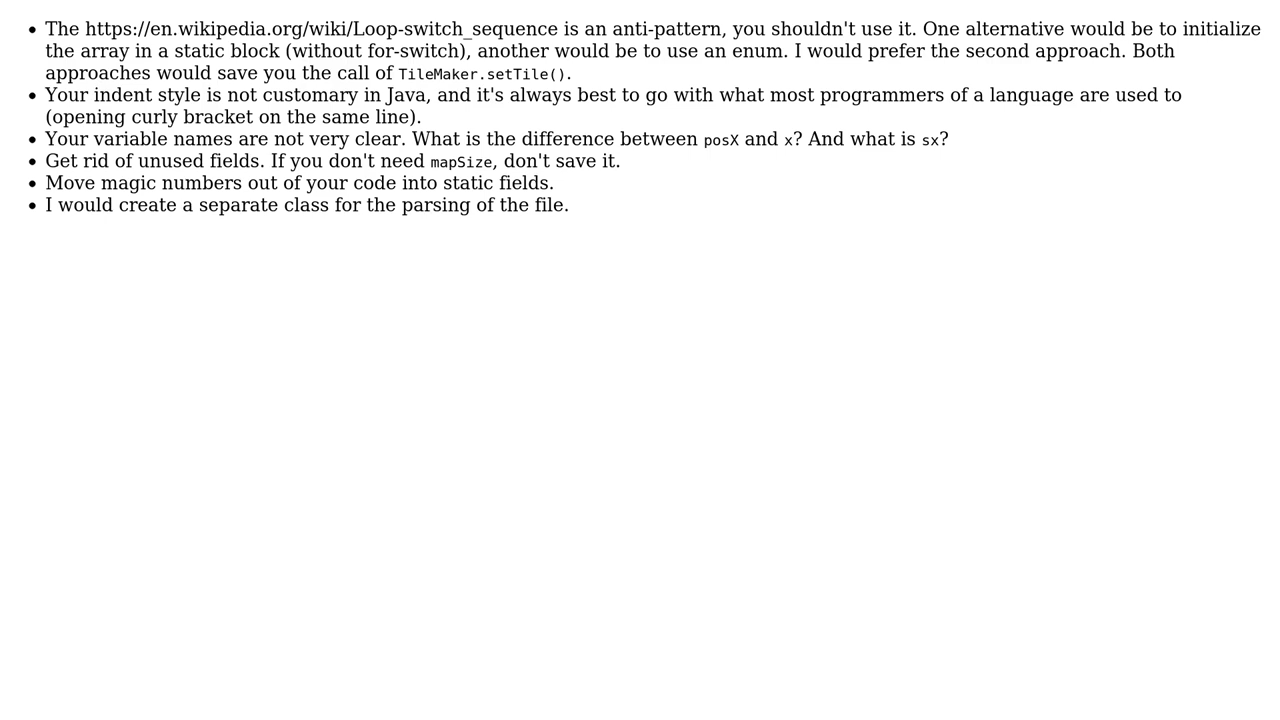 • The https://en.wikipedia.org/wiki/Loop-switch_sequence is an anti-pattern, you shouldn't use it. One alternative would be to initialize
the array in a static block (without for-switch), another would be to use an enum. I would prefer the second approach. Both
approaches would save you the call of TileMaker.setTile().
• Your indent style is not customary in Java, and it's always best to go with what most programmers of a language are used to
(opening curly bracket on the same line).
• Your variable names are not very clear. What is the difference between posX and x? And what is sx?
• Get rid of unused fields. If you don't need mapSize, don't save it.
• Move magic numbers out of your code into static fields.
• I would create a separate class for the parsing of the file.